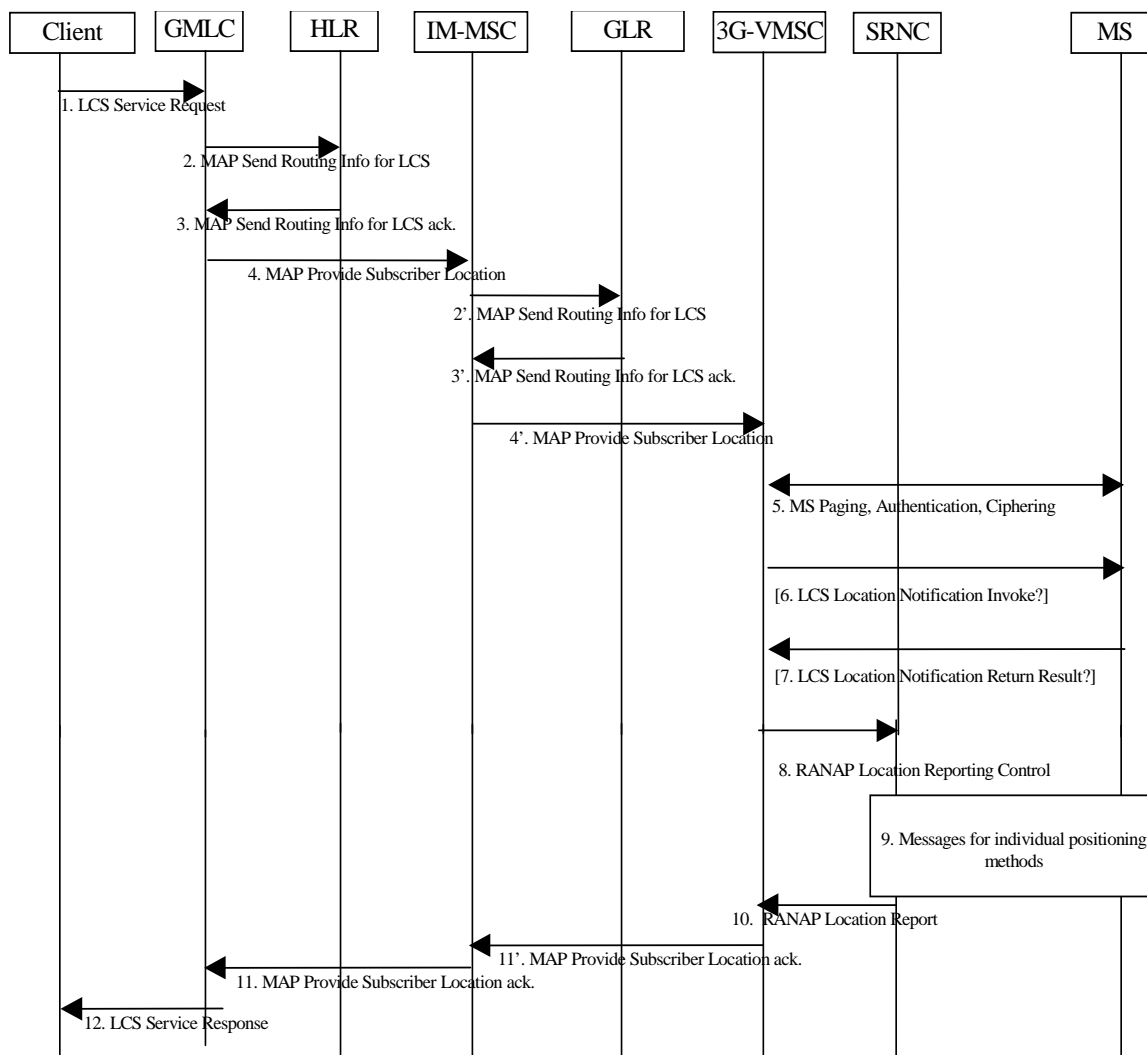 Client
GMLC
HLR
IM-MSC
GLR
3G-VMSC
SRNC
MS
1. LCS Service Request
2. MAP Send Routing Info for LCS
3. MAP Send Routing Info for LCS ack.
4. MAP Provide Subscriber Location
2’. MAP Send Routing Info for LCS
3’. MAP Send Routing Info for LCS ack.
4’. MAP Provide Subscriber Location
5. MS Paging, Authentication, Ciphering
[6. LCS Location Notification Invoke?]
[7. LCS Location Notification Return Result?]
8. RANAP Location Reporting Control
9. Messages for individual positioning
methods
10. RANAP Location Report
11’. MAP Provide Subscriber Location ack.
11. MAP Provide Subscriber Location ack.
12. LCS Service Response